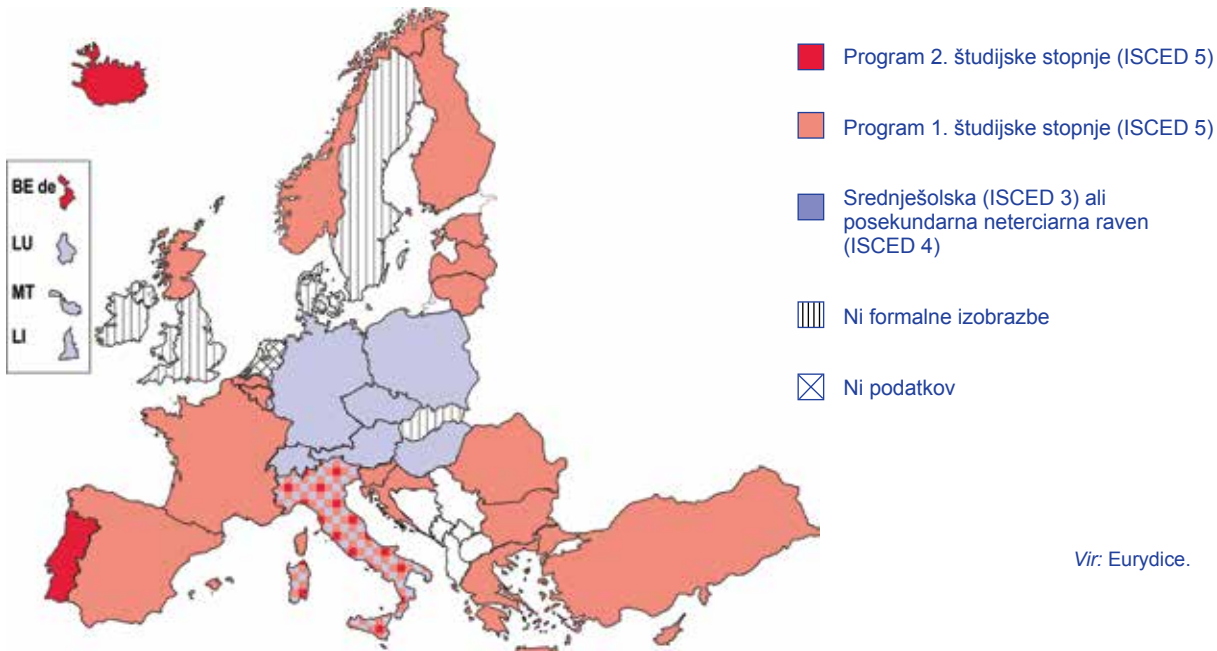 BE de
LU
MT
LI
Program 2. študijske stopnje (ISCED 5)
Program 1. študijske stopnje (ISCED 5)
Srednješolska (ISCED 3) ali
posekundarna neterciarna raven
(ISCED 4)
Ni formalne izobrazbe
Ni podatkov
Vir: Eurydice.